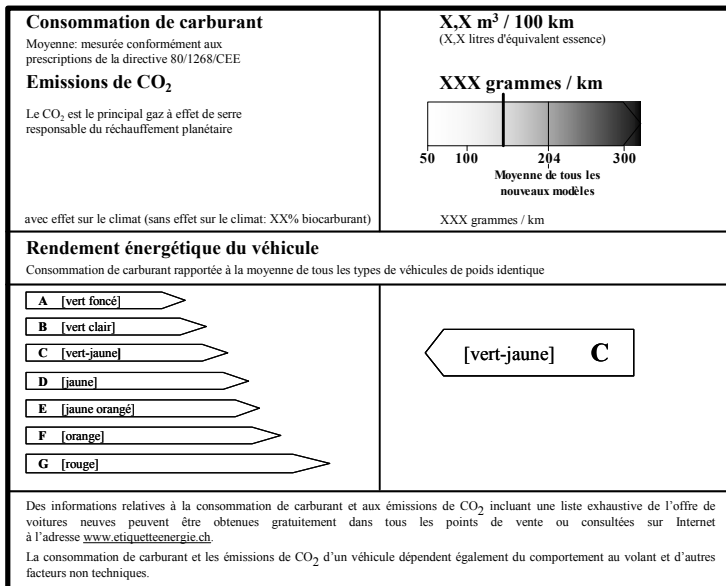 Consommation de carburant
Moyenne: mesurée conformément aux
prescriptions de la directive 80/1268/CEE
X,X m³ / 100 km
(X,X litres d'équivalent essence)
Emissions de CO₂
Le CO₂ est le principal gaz à effet de serre
responsable du réchauffement planétaire
XXX grammes / km
50 100 204 300
Moyenne de tous les
nouveaux modèles
avec effet sur le climat (sans effet sur le climat: XX% biocarburant)
XXX grammes / km
Rendement énergétique du véhicule
Consommation de carburant rapportée à la moyenne de tous les types de véhicules de poids identique
A [vert foncé]
B [vert clair]
C [vert-jaune]
D [jaune]
E [jaune orangé]
F [orange]
G [rouge]
[vert-jaune] C
Des informations relatives à la consommation de carburant et aux émissions de CO₂ incluant une liste exhaustive de l'offre de
voitures neuves peuvent être obtenues gratuitement dans tous les points de vente ou consultées sur Internet
à l'adresse www.etiquetteenergie.ch.
La consommation de carburant et les émissions de CO₂ d'un véhicule dépendent également du comportement au volant et d'autres
facteurs non techniques.